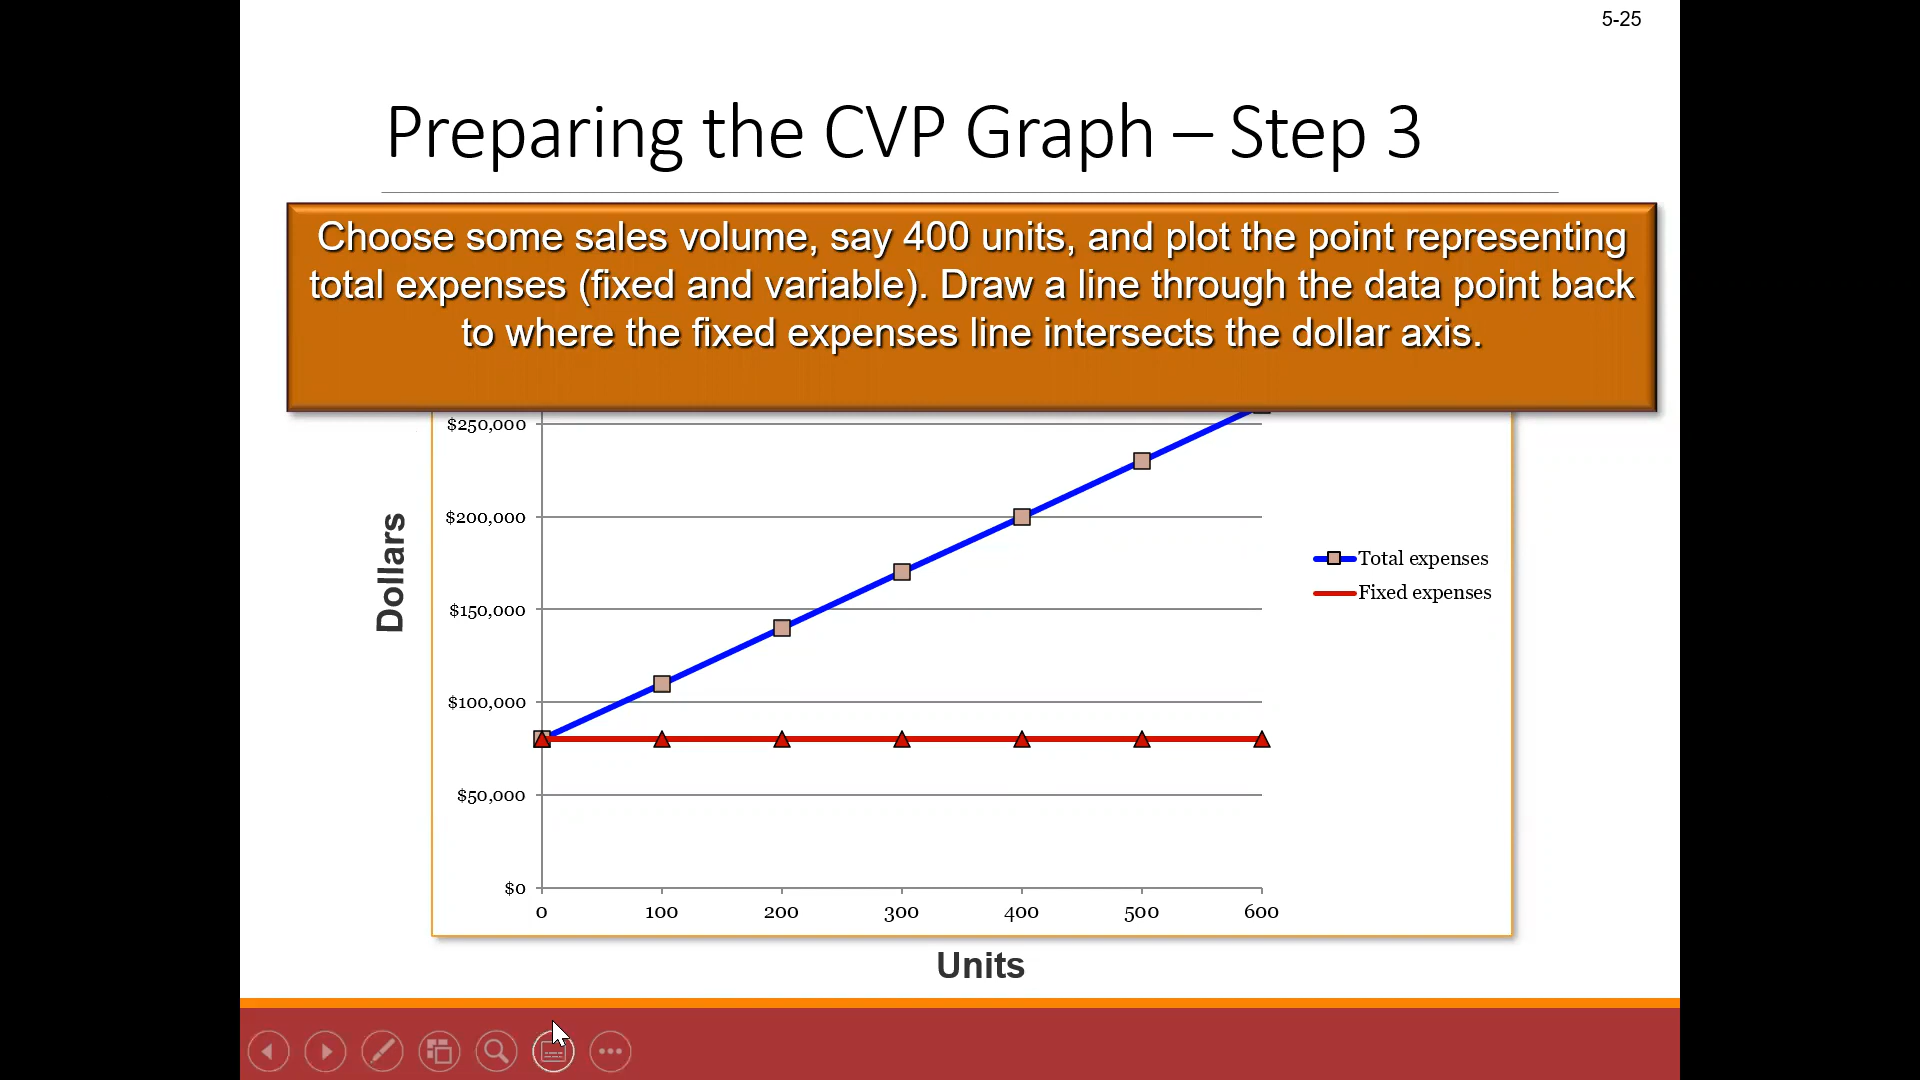 5-25
Preparing the CVP Graph – Step 3
Choose some sales volume, say 400 units, and plot the point representing
total expenses (fixed and variable). Draw a line through the data point back
to where the fixed expenses line intersects the dollar axis.
$250,000
$200,000
$150,000
$100,000
$50,000
$0
Dollars
Total expenses
Fixed expenses
0 100 200 300 400 500 600
Units